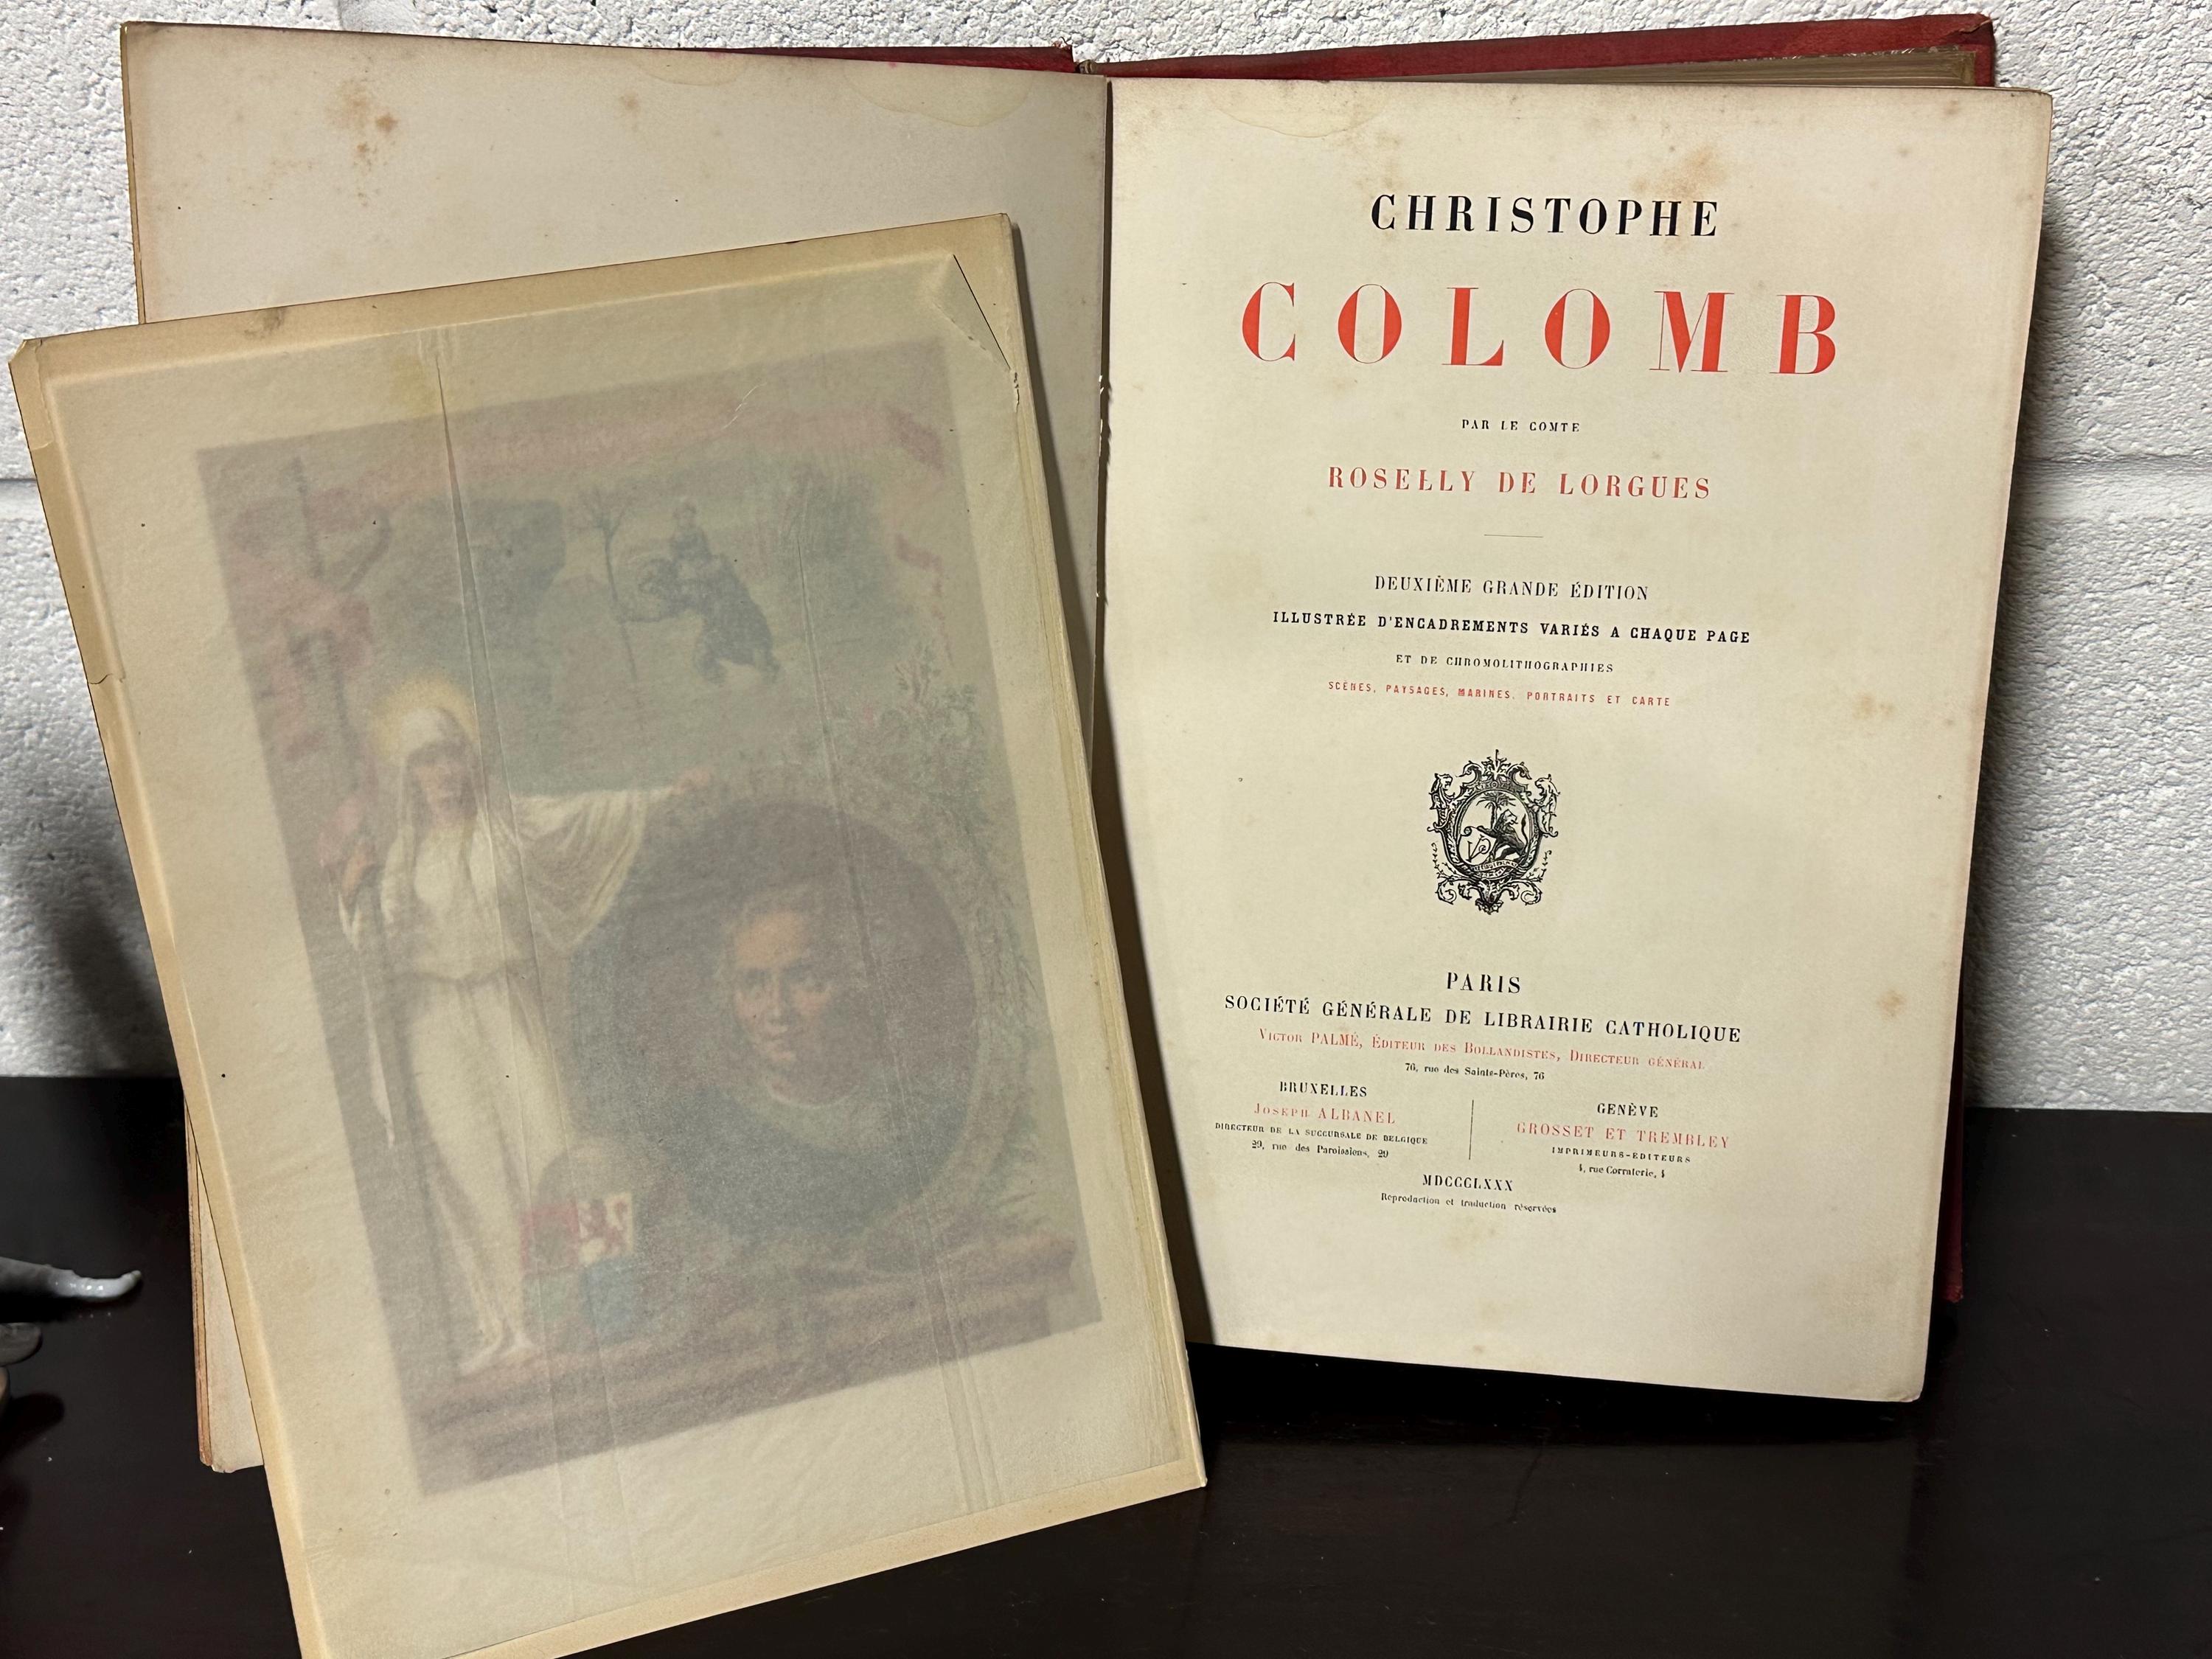 CHRISTOPHE
COLOMB
PAR LE COMTE
ROSELLY DE LORGUES
DEUXIÈME GRANDE ÉDITION
ILLUSTRÉE D'ENCADREMENTS VARIÉS A CHAQUE PAGE
ET DE CHROMOLITHOGRAPHIES
SCÈNES, PAYSAGES, MARINES, PORTRAITS ET CARTE
PARIS
SOCIÉTÉ GÉNÉRALE DE LIBRAIRIE CATHOLIQUE
VICTOR PALMÉ, ÉDITEUR DES BOLLANDISTES, DIRECTEUR GÉNÉRAL
76, rue des Saints-Pères, 76
BRUXELLES
JOSEPH ALBANEL
DIRECTEUR DE LA SUCCURSALE DE BELGIQUE
29, rue des Paroissiens, 29
GENÈVE
GROSSET ET TREMBLEY
IMPRIMEURS-ÉDITEURS
4, rue Corraterie, 4
MDCCCLXXX
Reproduction et traduction réservées